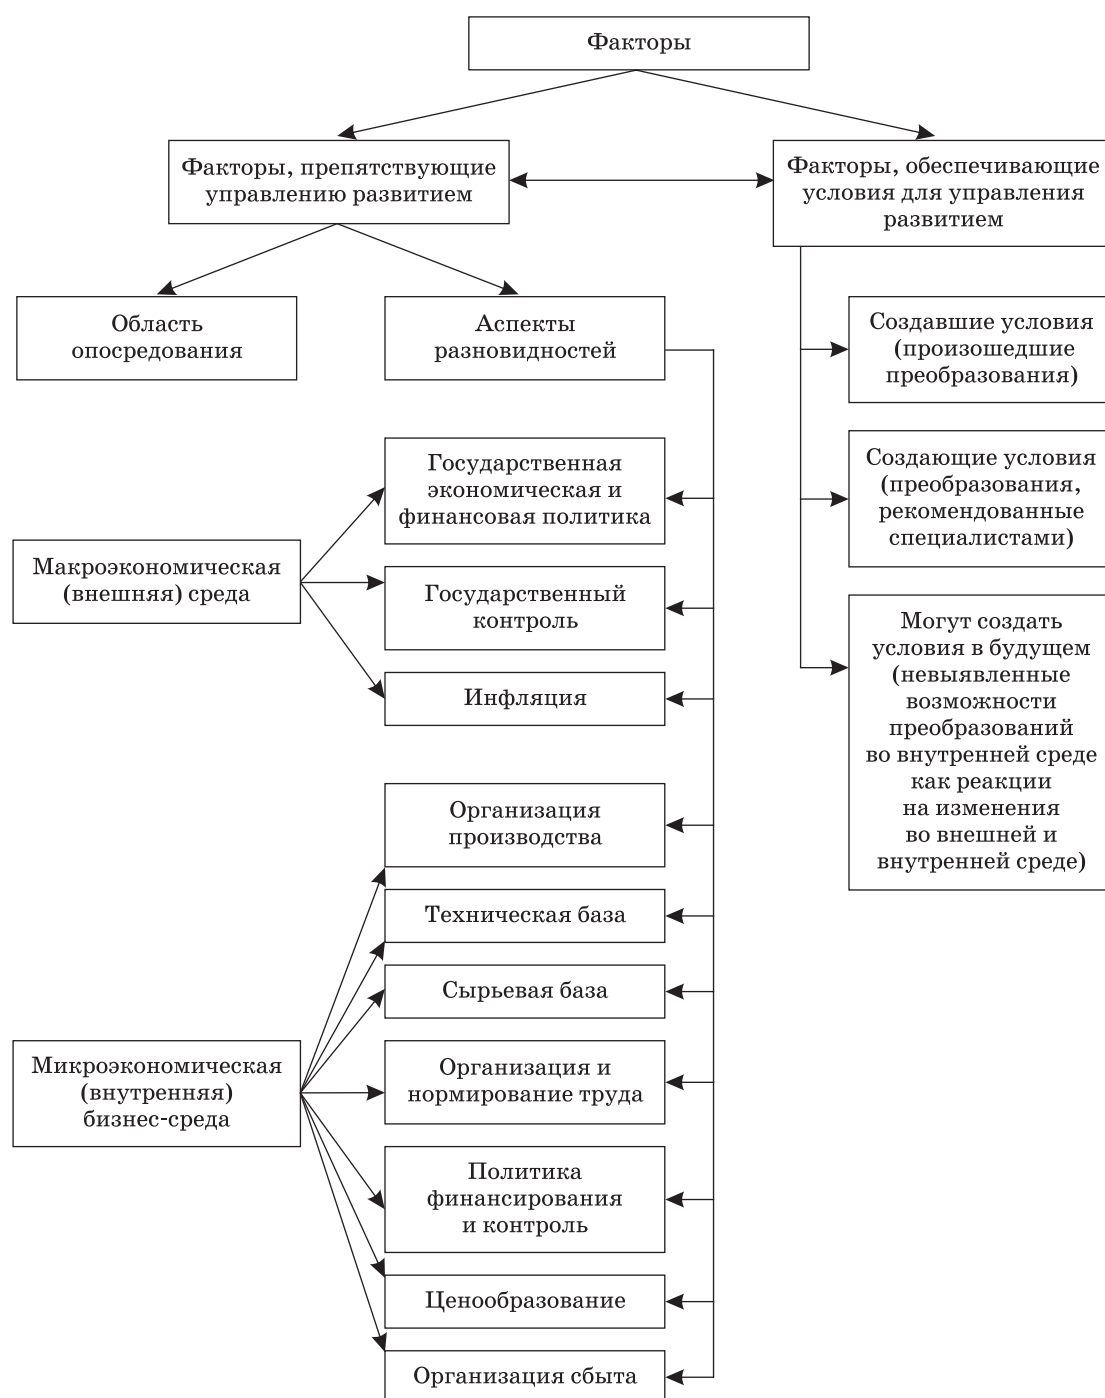 Факторы
Факторы, препятствующие
управлению развитием
Факторы, обеспечивающие
условия для управления
развитием
Область
опосредования
Аспекты
разновидностей
Создавшие условия
(произошедшие
преобразования)
Государственная
экономическая и
финансовая политика
Создающие условия
(преобразования,
рекомендованные
специалистами)
Макроэкономическая
(внешняя) среда
Государственный
контроль
Инфляция
Могут создать
условия в будущем
(невыявленные
возможности
преобразований
во внутренней среде
как реакции
на изменения
во внешней и
внутренней среде)
Организация
производства
Техническая база
Сырьевая база
Микроэкономическая
(внутренняя)
бизнес-среда
Организация и
нормирование труда
Политика
финансирования
и контроль
Ценообразование
Организация сбыта